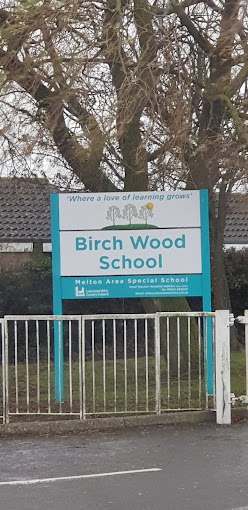 'Where a love of learning grows'
Birch Wood
School
Melton Area Special School
Leicestershire
County Council